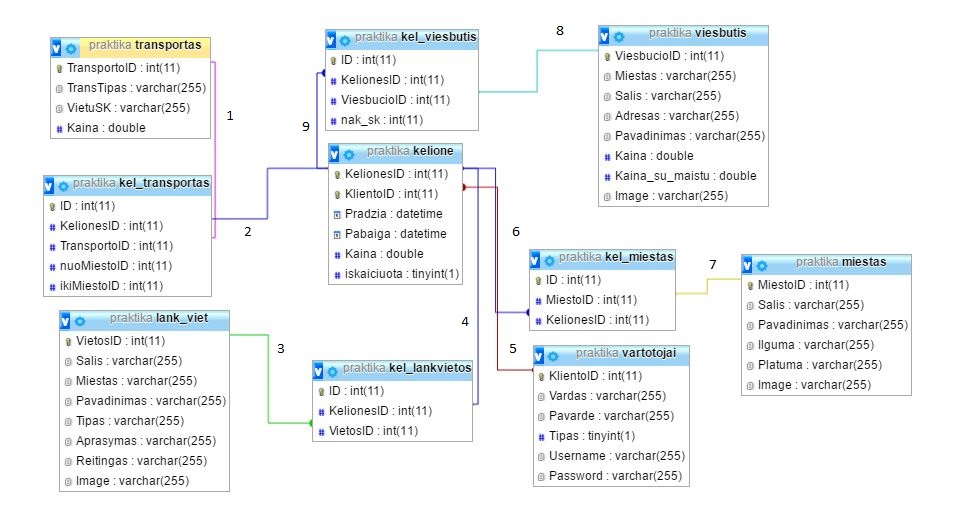 praktika transportas
TransportoID : int(11)
TransTipas : varchar(255)
VietuSK : varchar(255)
Kaina : double
1
praktika kel_transportas
ID : int(11)
KelionesID : int(11)
TransportoID : int(11)
nuoMiestoID : int(11)
ikiMiestoID : int(11)
2
praktika lank_viet
VietosID : int(11)
Salis : varchar(255)
Miestas : varchar(255)
Pavadinimas : varchar(255)
Tipas : varchar(255)
Aprasymas : varchar(255)
Reitingas : varchar(255)
Image : varchar(255)
3
praktika kel_viesbutis
ID : int(11)
KelionesID : int(11)
ViesbucioID : int(11)
nak_sk : int(11)
9
praktika kelione
KelionesID : int(11)
KlientoID : int(11)
Pradzia : datetime
Pabaiga : datetime
Kaina : double
iskaiciuota : tinyint(1)
4
praktika kel_lankvietos
ID : int(11)
KelionesID : int(11)
VietosID : int(11)
8
praktika viesbutis
ViesbucioID : int(11)
Miestas : varchar(255)
Salis : varchar(255)
Adresas : varchar(255)
Pavadinimas : varchar(255)
Kaina : double
Kaina_su_maistu : double
Image : varchar(255)
6
praktika kel_miestas
ID : int(11)
MiestoID : int(11)
KelionesID : int(11)
7
5
praktika vartotojai
KlientoID : int(11)
Vardas : varchar(255)
Pavarde : varchar(255)
Tipas : tinyint(1)
Username : varchar(255)
Password : varchar(255)
praktika miestas
MiestoID : int(11)
Salis : varchar(255)
Pavadinimas : varchar(255)
Ilguma : varchar(255)
Platuma : varchar(255)
Image : varchar(255)